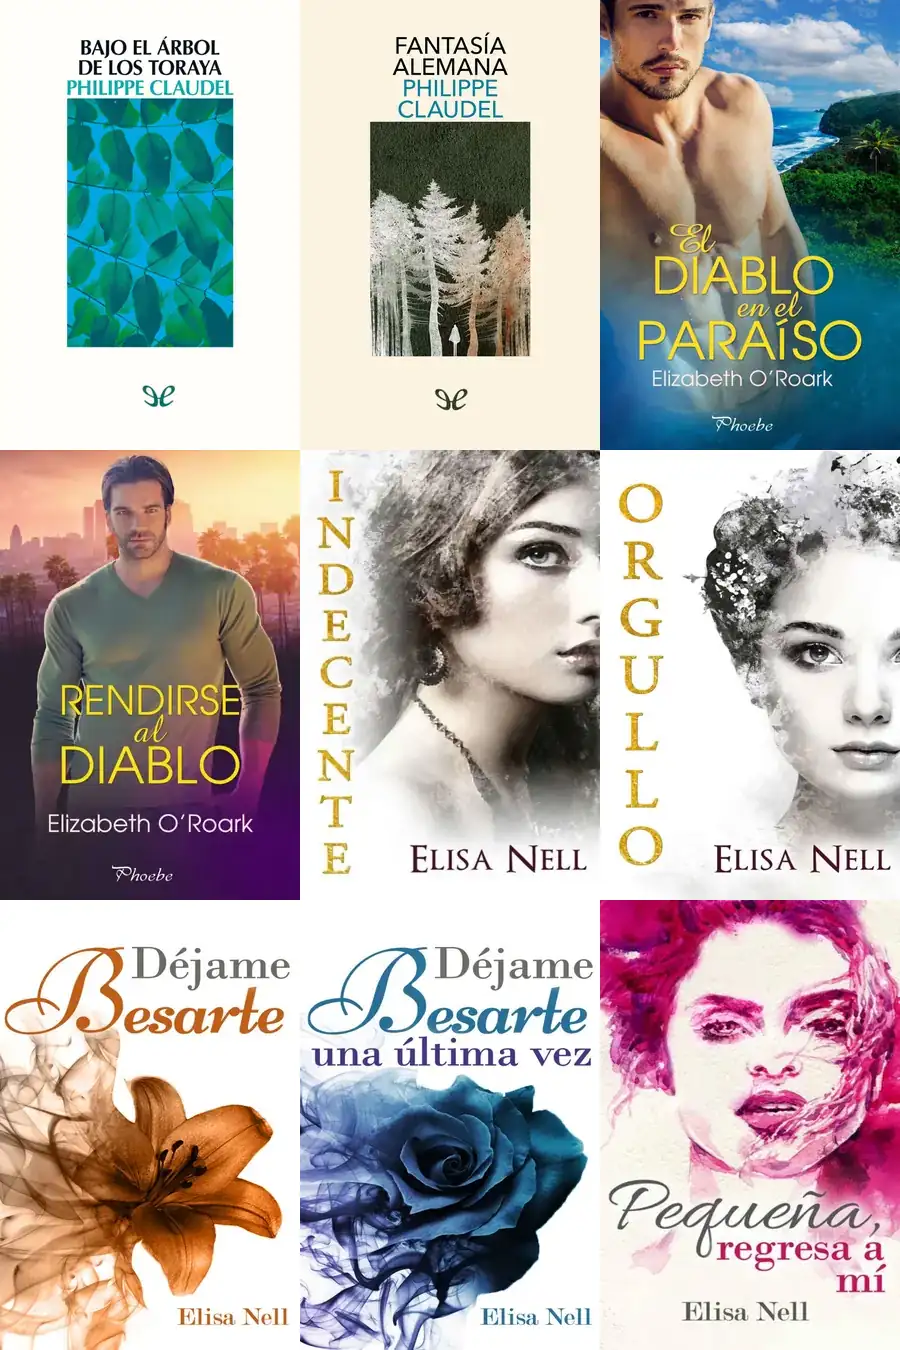 BAJO EL ÁRBOL
DE LOS TORAYA
PHILIPPE CLAUDEL
FANTASÍA
ALEMANA
PHILIPPE
CLAUDEL
El
DIABLO
en el
PARAÍSO
Elizabeth O'Roark
Phoebe
RENDIRSE
al
DIABLO
Elizabeth O'Roark
Phoebe
INDECENTE
ELISA NELL
ORGULLO
ELISA NELL
Déjame
Besarte
Elisa Nell
Déjame
Besarte
una última vez
Elisa Nell
Pequeña,
regresa a
mí
Elisa Nell